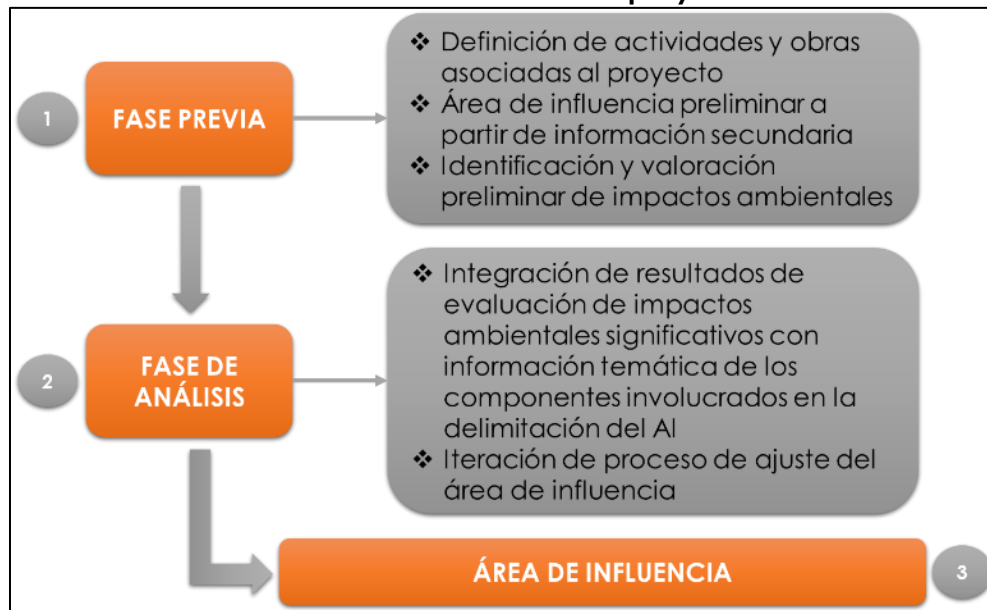 1
FASE PREVIA
❖ Definición de actividades y obras
asociadas al proyecto
❖ Área de influencia preliminar a
partir de información secundaria
❖ Identificación y valoración
preliminar de impactos ambientales
2
FASE DE
ANÁLISIS
❖ Integración de resultados de
evaluación de impactos
ambientales significativos con
información temática de los
componentes involucrados en la
delimitación del AI
❖ Iteración de proceso de ajuste del
área de influencia
ÁREA DE INFLUENCIA
3